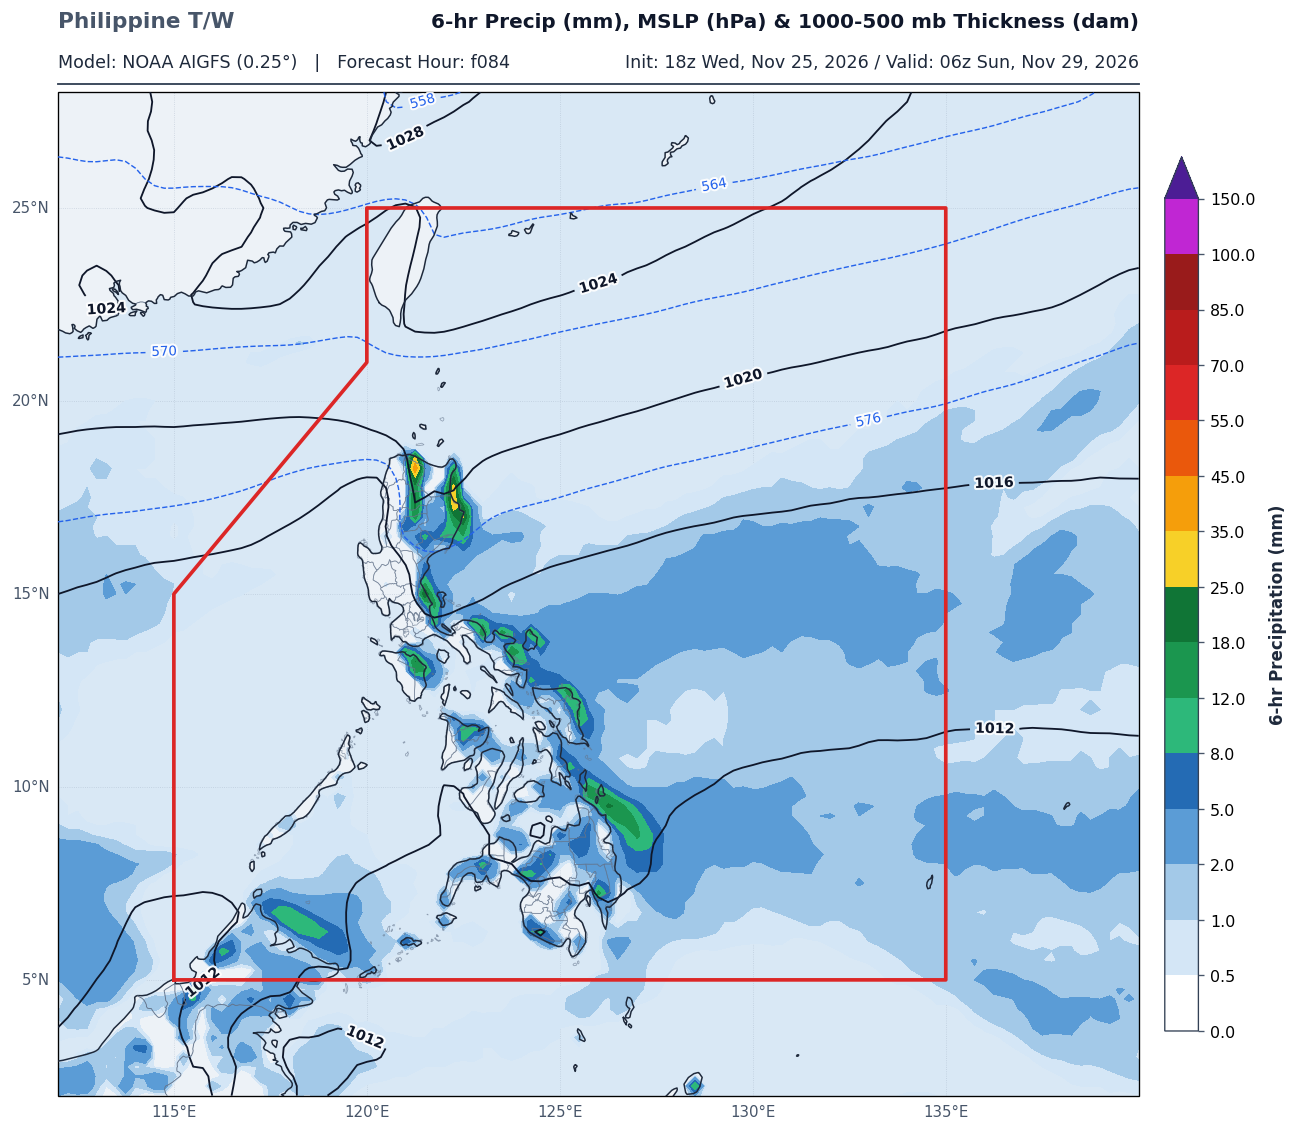 Philippine T/W
6-hr Precip (mm), MSLP (hPa) & 1000-500 mb Thickness (dam)
Model: NOAA AIGFS (0.25°) | Forecast Hour: f084
Init: 18z Wed, Nov 25, 2026 / Valid: 06z Sun, Nov 29, 2026
558
1028
564
25°N
1024
1024
570
1020
20°N
576
1016
15°N
1012
10°N
5°N
1012
1012
115°E
120°E
125°E
130°E
135°E
150.0
100.0
85.0
70.0
55.0
45.0
35.0
25.0
18.0
12.0
8.0
5.0
2.0
1.0
0.5
0.0
6-hr Precipitation (mm)